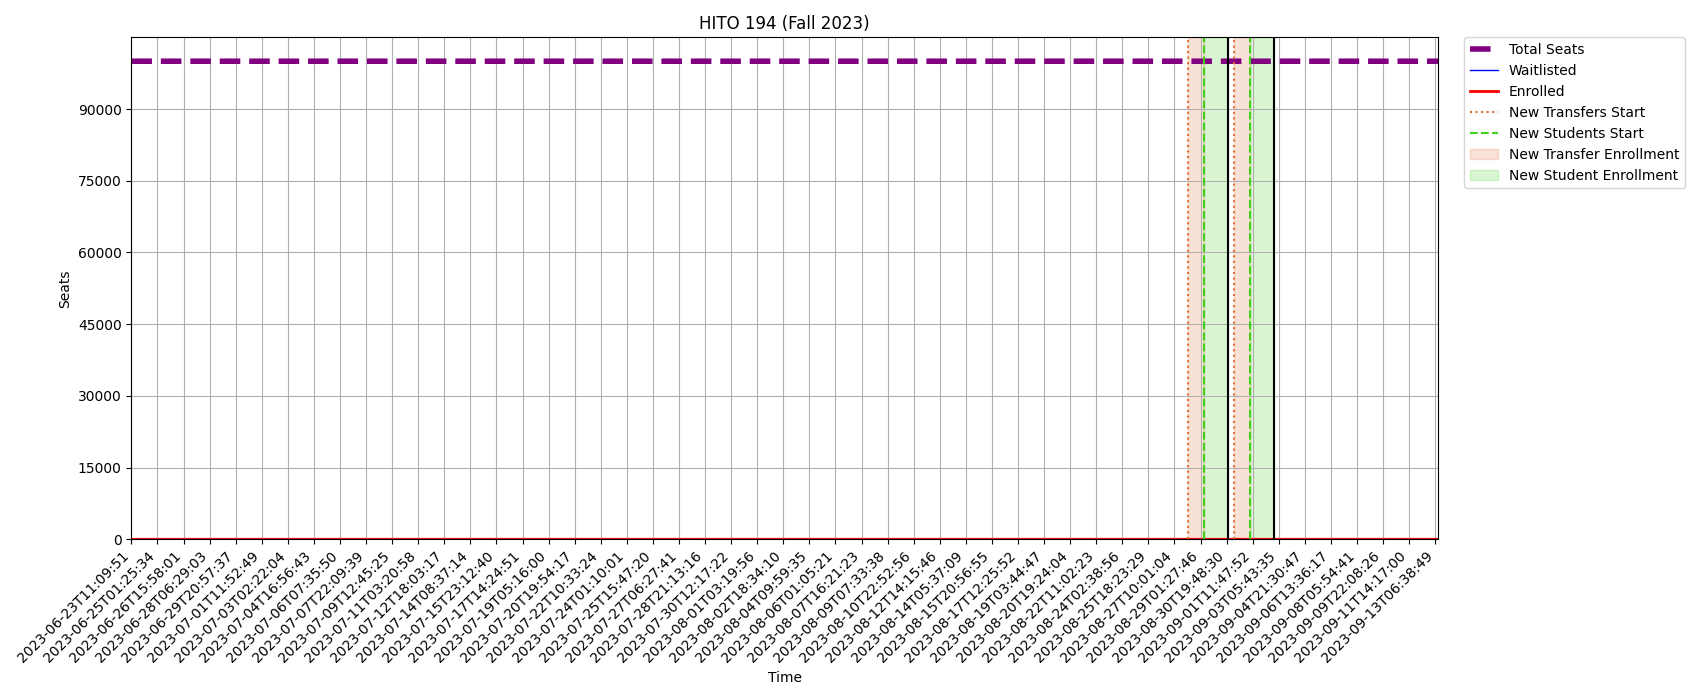 HITO 194 (Fall 2023)
Total Seats
Waitlisted
Enrolled
New Transfers Start
New Students Start
New Transfer Enrollment
New Student Enrollment
Seats
90000
75000
60000
45000
30000
15000
0
2023-06-23T11:09:51
2023-06-25T01:25:34
2023-06-26T15:58:01
2023-06-28T06:29:03
2023-06-29T20:57:37
2023-07-01T11:52:49
2023-07-03T02:22:04
2023-07-04T16:56:43
2023-07-06T07:35:50
2023-07-07T22:09:39
2023-07-09T12:45:25
2023-07-11T03:20:58
2023-07-12T18:03:17
2023-07-14T08:37:14
2023-07-15T23:12:40
2023-07-17T14:24:51
2023-07-19T05:16:00
2023-07-20T19:54:17
2023-07-22T10:33:24
2023-07-24T01:10:01
2023-07-25T15:47:20
2023-07-27T06:27:41
2023-07-28T21:13:16
2023-07-30T12:17:22
2023-08-01T03:19:56
2023-08-02T18:34:10
2023-08-04T09:59:35
2023-08-06T01:05:21
2023-08-07T16:21:23
2023-08-09T07:33:38
2023-08-10T22:52:56
2023-08-12T14:15:46
2023-08-14T05:37:09
2023-08-15T20:56:55
2023-08-17T12:25:52
2023-08-19T03:44:47
2023-08-20T19:24:04
2023-08-22T11:02:23
2023-08-24T02:38:56
2023-08-25T18:23:29
2023-08-27T10:01:04
2023-08-29T01:27:46
2023-08-30T19:48:30
2023-09-01T11:47:52
2023-09-03T05:43:35
2023-09-04T21:30:47
2023-09-06T13:36:17
2023-09-08T05:54:41
2023-09-09T22:08:26
2023-09-11T14:17:00
2023-09-13T06:38:49
Time